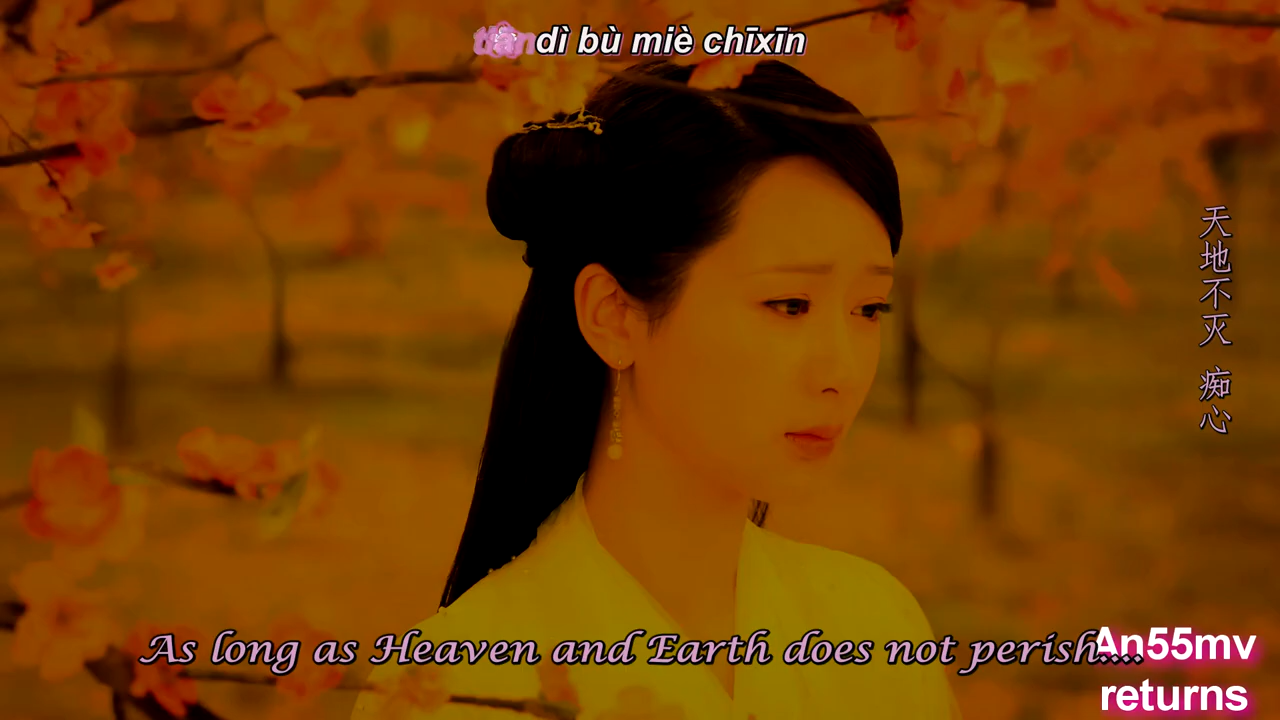 tiāndì bù miè chīxīn
天地不灭 痴心
As long as Heaven and Earth does not perish....
An55mv
returns